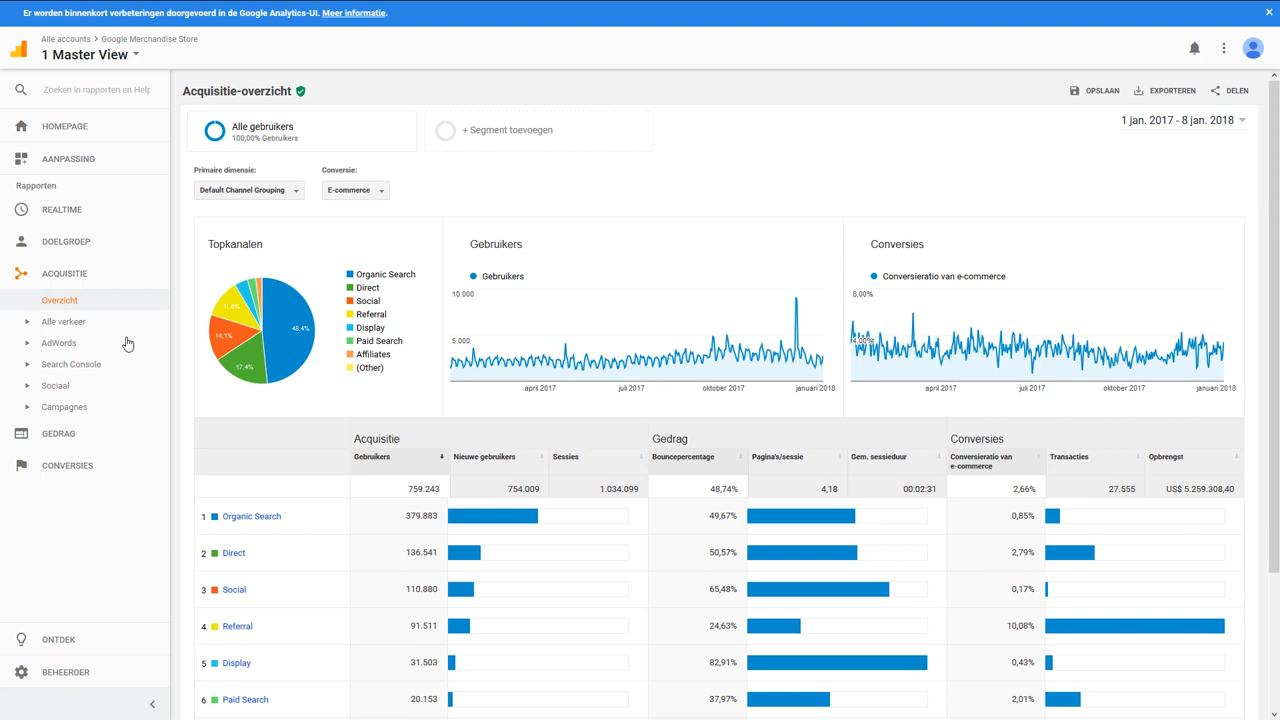 Er worden binnenkort verbeteringen doorgevoerd in de Google Analytics-UI. Meer informatie.
Alle accounts > Google Merchandise Store
1 Master View
Zoeken in rapporten en Help
HOMEPAGE
AANPASSING
Rapporten
REALTIME
DOELGROEP
ACQUISITIE
Overzicht
Alle verkeer
AdWords
Search Console
Sociaal
Campagnes
GEDRAG
CONVERSIES
ONTDEK
BEHEERDER
Acquisitie-overzicht
OPSLAAN EXPORTEREN DELEN
Alle gebruikers
100,00% Gebruikers
+ Segment toevoegen
1 jan. 2017 - 8 jan. 2018
Primaire dimensie: Conversie:
Default Channel Grouping E-commerce
Topkanalen
48,4%
17,4%
14,1%
11,6%
Organic Search
Direct
Social
Referral
Display
Paid Search
Affiliates
(Other)
Gebruikers
Gebruikers
10.000
5.000
april 2017 juli 2017 oktober 2017 januari 2018
Conversies
Conversieratio van e-commerce
8,00%
4,00%
april 2017 juli 2017 oktober 2017 januari 2018
Acquisitie Gedrag Conversies
Gebruikers Nieuwe gebruikers Sessies Bouncepercentage Pagina's/sessie Gem. sessieduur Conversieratio van e-commerce Transacties Opbrengst
759.243 754.009 1.034.099 48,74% 4,18 00:02:31 2,66% 27.555 US$ 5.259.308,40
1 Organic Search 379.883 49,67% 0,85%
2 Direct 136.541 50,57% 2,79%
3 Social 110.880 65,48% 0,17%
4 Referral 91.511 24,63% 10,08%
5 Display 31.503 82,91% 0,43%
6 Paid Search 20.153 37,97% 2,01%